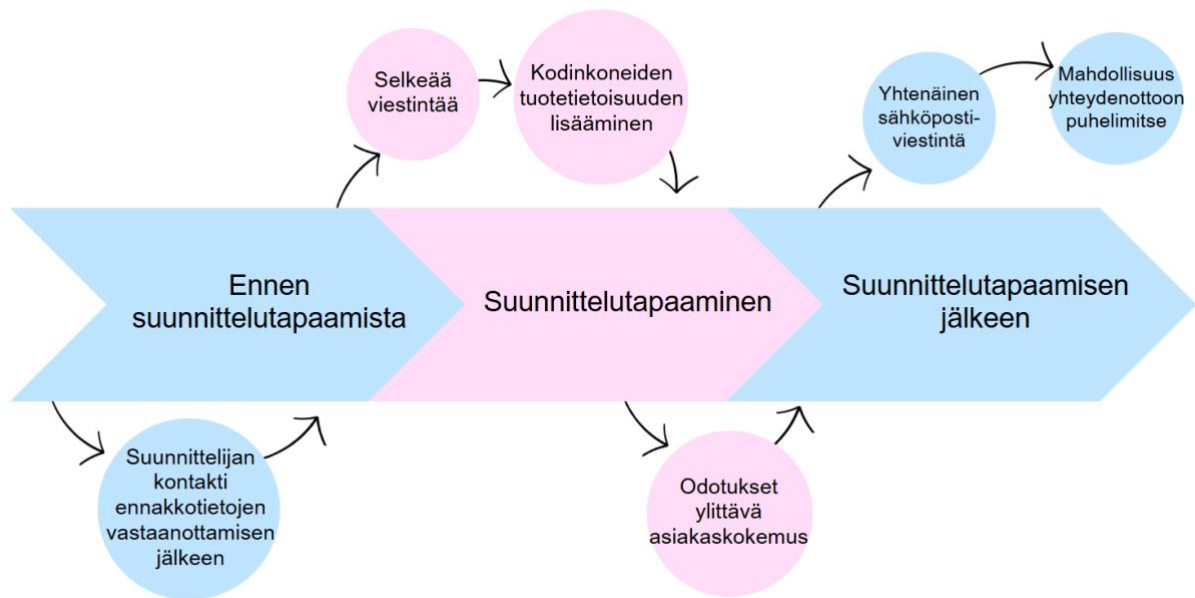 Selkeää
viestintää
Kodinkoneiden
tuotetietoisuuden
lisääminen
Yhtenäinen
sähköposti-
viestintä
Mahdollisuus
yhteydenottoon
puhelimitse
Ennen
suunnittelutapaamista
Suunnittelutapaaminen
Suunnittelutapaamisen
jälkeen
Suunnittelijan
kontakti
ennakkotietojen
vastaanottamisen
jälkeen
Odotukset
ylittävä
asiakaskokemus